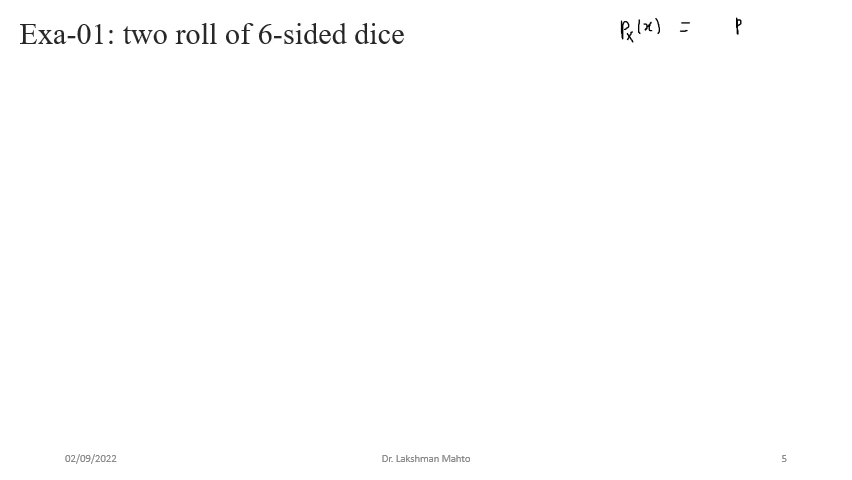 Exa-01: two roll of 6-sided dice
pₓ(x) = p
02/09/2022
Dr. Lakshman Mahto
5